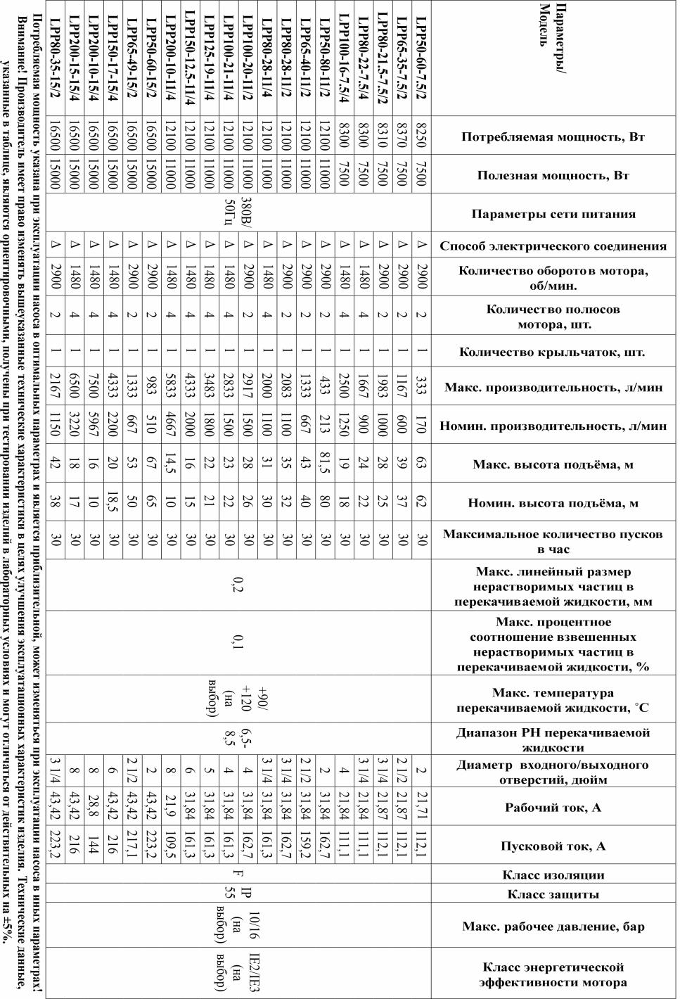 Параметры/
Модель
Потребляемая мощность, Вт
Полезная мощность, Вт
Параметры сети питания
Способ электрического соединения
Количество оборотов мотора,
об/мин.
Количество полюсов
мотора, шт.
Количество крыльчаток, шт.
Макс. производительность, л/мин
Номин. производительность, л/мин
Макс. высота подъёма, м
Номин. высота подъёма, м
Максимальное количество пусков
в час
Макс. линейный размер
нерастворимых частиц в
перекачиваемой жидкости, мм
Макс. процентное
соотношение взвешенных
нерастворимых частиц в
перекачиваемой жидкости, %
Макс. температура
перекачиваемой жидкости, ˚С
Диапазон РН перекачиваемой
жидкости
Диаметр входного/выходного
отверстий, дюйм
Рабочий ток, А
Пусковой ток, А
Класс изоляции
Класс защиты
Макс. рабочее давление, бар
Класс энергетической
эффективности мотора
LPP50-60-7.5/2 8250 7500 Δ 2900 2 1 333 170 63 62 30 2 21,71 112,1
LPP65-35-7.5/2 8370 7500 Δ 2900 2 1 1167 600 39 37 30 2 1/2 21,87 112,1
LPP80-21.5-7.5/2 8310 7500 Δ 2900 2 1 1983 1000 28 25 30 3 1/4 21,87 112,1
LPP80-22-7.5/4 8300 7500 Δ 1480 4 1 1667 900 24 22 30 3 1/4 21,84 111,1
LPP100-16-7.5/4 8300 7500 Δ 1480 4 1 2500 1250 19 18 30 4 21,84 111,1
LPP50-80-11/2 12100 11000 Δ 2900 2 1 433 213 81,5 80 30 2 31,84 162,7
LPP65-40-11/2 12100 11000 Δ 2900 2 1 1333 667 43 40 30 2 1/2 31,84 159,2
LPP80-28-11/2 12100 11000 Δ 2900 2 1 2083 1100 35 32 30 3 1/4 31,84 162,7
LPP80-28-11/4 12100 11000 Δ 1480 4 1 2000 1100 31 30 30 3 1/4 31,84 161,3
LPP100-20-11/2 12100 11000 Δ 2900 2 1 2917 1500 28 26 30 4 31,84 162,7
LPP100-21-11/4 12100 11000 Δ 1480 4 1 2833 1500 23 22 30 4 31,84 161,3
LPP125-19-11/4 12100 11000 Δ 1480 4 1 3483 1800 22 21 30 5 31,84 161,3
LPP150-12.5-11/4 12100 11000 Δ 1480 4 1 4333 2000 16 15 30 6 31,84 161,3
LPP200-10-11/4 12100 11000 Δ 1480 4 1 5833 4667 14,5 10 30 8 21,9 109,5
LPP50-60-15/2 16500 15000 Δ 2900 2 1 983 510 67 65 30 2 43,42 223,2
LPP65-49-15/2 16500 15000 Δ 2900 2 1 1333 667 53 50 30 2 1/2 43,42 217,1
LPP150-17-15/4 16500 15000 Δ 1480 4 1 4333 2200 20 18,5 30 6 43,42 216
LPP200-10-15/4 16500 15000 Δ 1480 4 1 7500 5967 16 10 30 8 28,8 144
LPP200-15-15/4 16500 15000 Δ 1480 4 1 6500 3220 18 17 30 8 43,42 216
LPP80-35-15/2 16500 15000 Δ 2900 2 1 2167 1150 42 38 30 3 1/4 43,42 223,2
380В/
50Гц
0,2
0,1
+90/
+120
(на
выбор)
6,5-
8,5
F
IP
55
10/16
(на
выбор)
IE2/IE3
(на
выбор)
Потребляемая мощность указана при эксплуатации насоса в оптимальных параметрах и является приблизительной, может изменяться при эксплуатации насоса в иных параметрах!
Внимание! Производитель имеет право изменять вышеуказанные технические характеристики в целях улучшения эксплуатационных характеристик изделия. Технические данные,
указанные в таблице, являются ориентировочными, получены при тестировании изделий в лабораторных условиях и могут отличаться от действительных на ±5%.